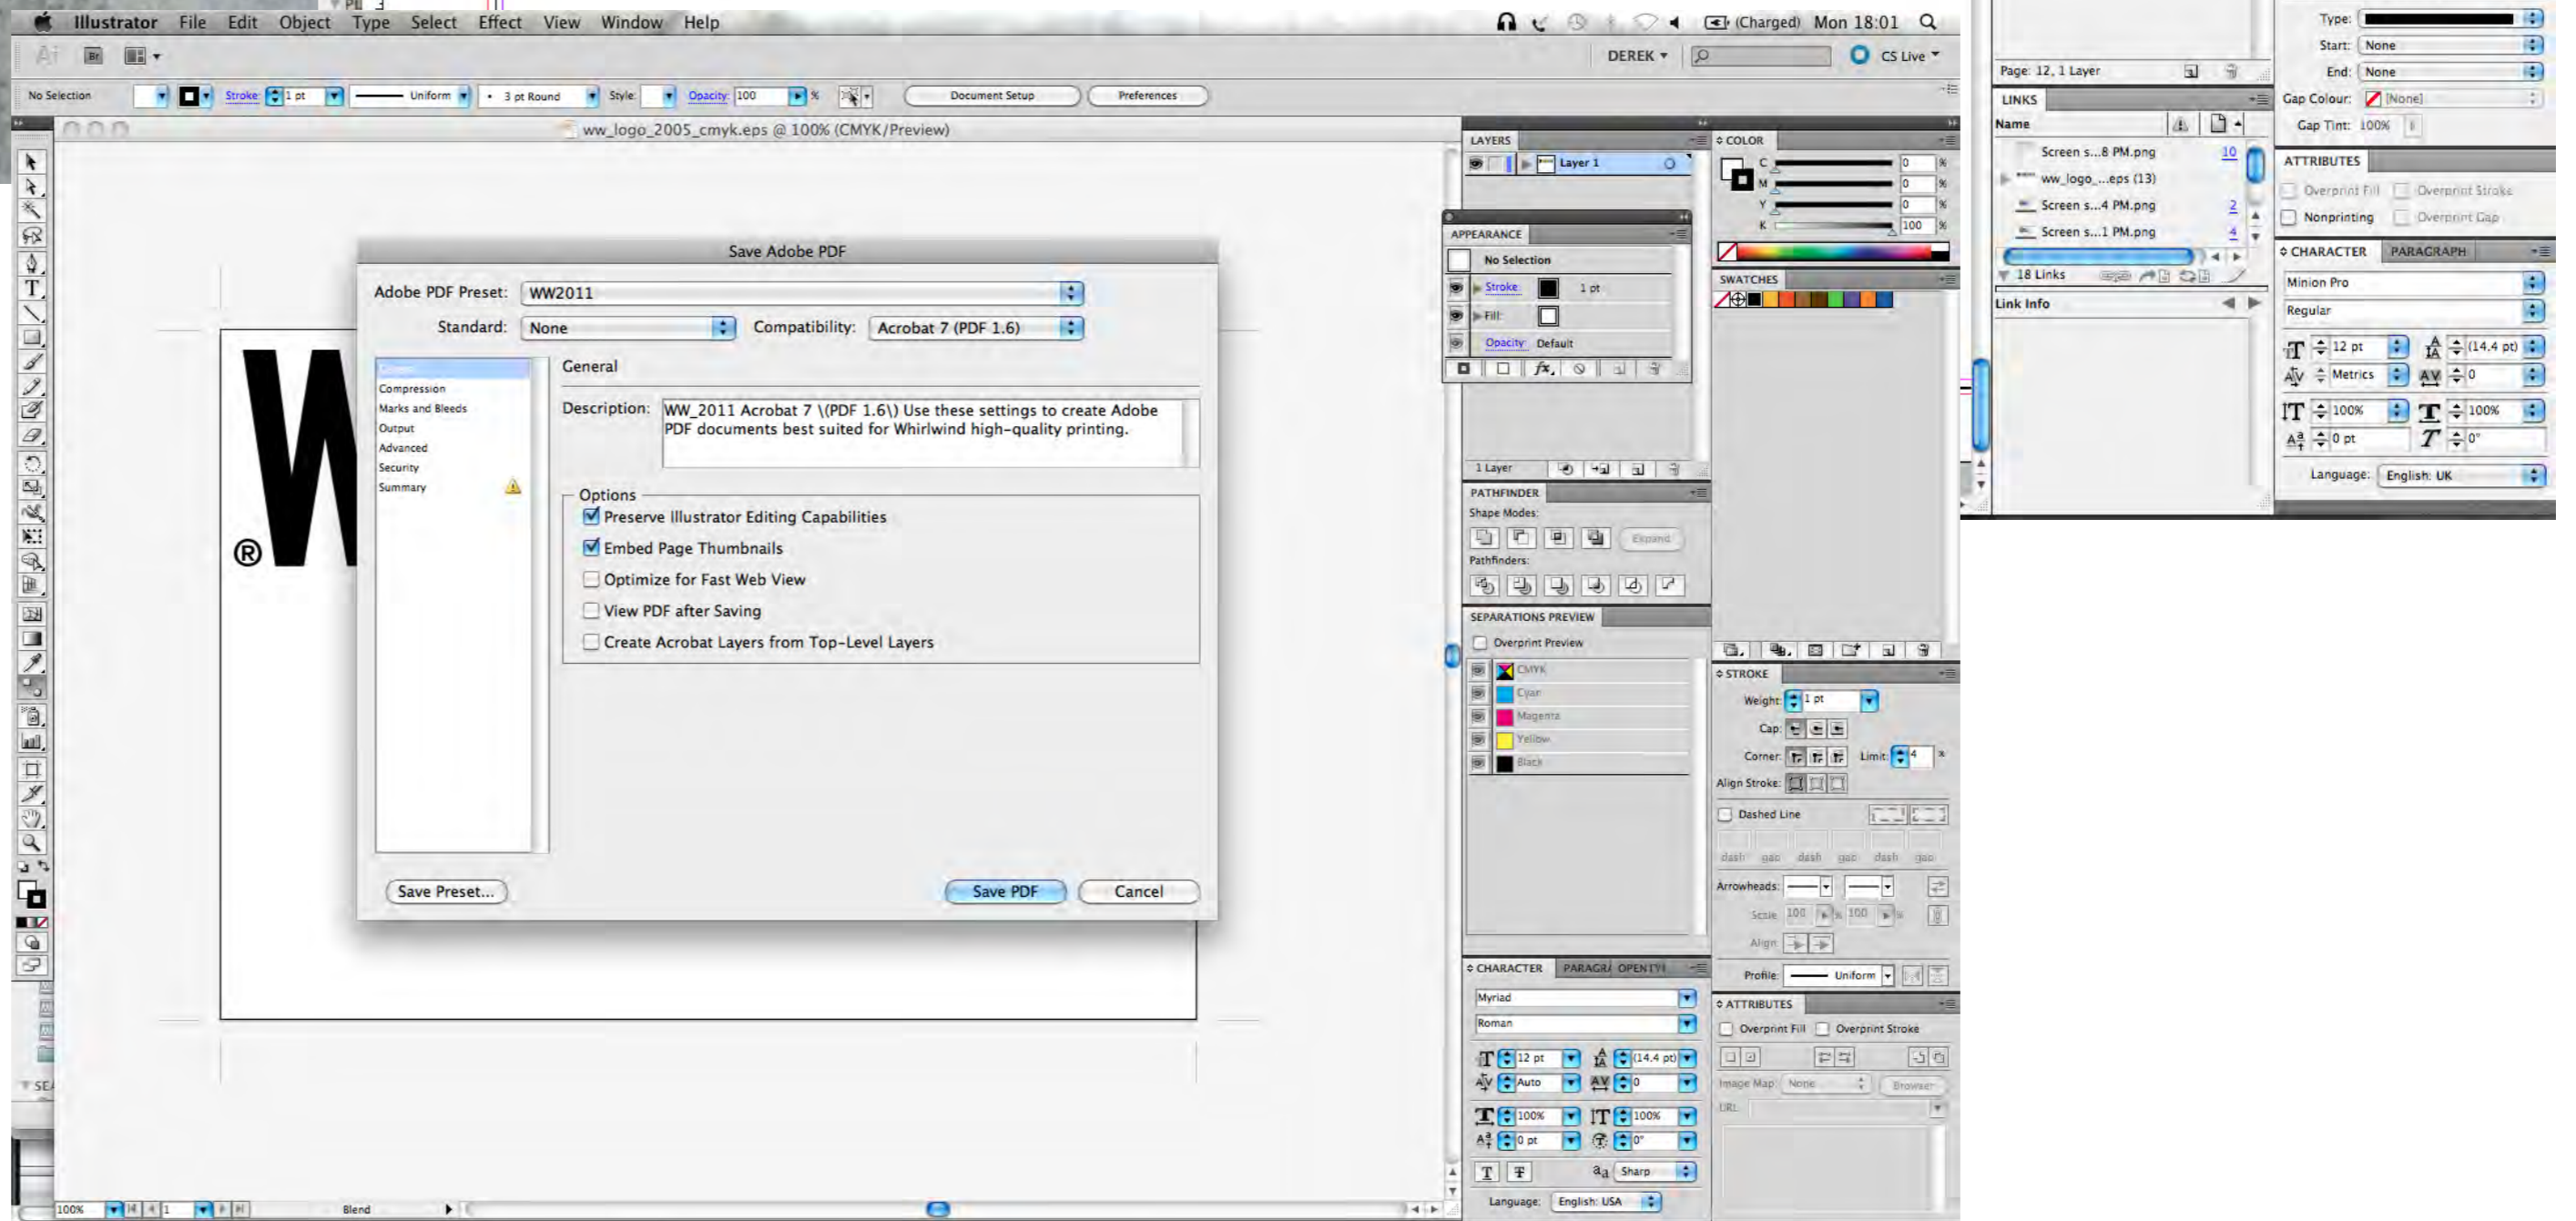 Illustrator File Edit Object Type Select Effect View Window Help
(Charged) Mon 18:01
DEREK
CS Live
No Selection
Stroke: 1 pt
Uniform
3 pt Round
Style:
Opacity: 100 %
Document Setup
Preferences
ww_logo_2005_cmyk.eps @ 100% (CMYK/Preview)
W
®
Save Adobe PDF
Adobe PDF Preset: WW2011
Standard: None
Compatibility: Acrobat 7 (PDF 1.6)
Compression
Marks and Bleeds
Output
Advanced
Security
Summary
General
Description: WW_2011 Acrobat 7 \(PDF 1.6\) Use these settings to create Adobe
PDF documents best suited for Whirlwind high-quality printing.
Options
Preserve Illustrator Editing Capabilities
Embed Page Thumbnails
Optimize for Fast Web View
View PDF after Saving
Create Acrobat Layers from Top-Level Layers
Save Preset...
Save PDF
Cancel
100%
1
Blend
LAYERS
Layer 1
APPEARANCE
No Selection
Stroke: 1 pt
Fill:
Opacity: Default
1 Layer
PATHFINDER
Shape Modes:
Expand
Pathfinders:
SEPARATIONS PREVIEW
Overprint Preview
CMYK
Cyan
Magenta
Yellow
Black
CHARACTER PARAGRA OPENTYI
Myriad
Roman
12 pt (14.4 pt)
Auto 0
100% 100%
0 pt 0°
Sharp
Language: English: USA
COLOR
C 0 %
M 0 %
Y 0 %
K 100 %
SWATCHES
STROKE
Weight: 1 pt
Cap:
Corner: Limit: 4 x
Align Stroke:
Dashed Line
dash gap dash gap dash gap
Arrowheads:
Scale: 100 % 100 %
Align:
Profile: Uniform
ATTRIBUTES
Overprint Fill Overprint Stroke
Image Map: None Browser
URL:
Page: 12, 1 Layer
LINKS
Name
Screen s...8 PM.png 10
ww_logo_...eps (13)
Screen s...4 PM.png 2
Screen s...1 PM.png 4
18 Links
Link Info
Type:
Start: None
End: None
Gap Colour: [None]
Gap Tint: 100%
ATTRIBUTES
Overprint Fill Overprint Stroke
Nonprinting Overprint Gap
CHARACTER PARAGRAPH
Minion Pro
Regular
12 pt (14.4 pt)
Metrics 0
100% 100%
0 pt 0°
Language: English: UK